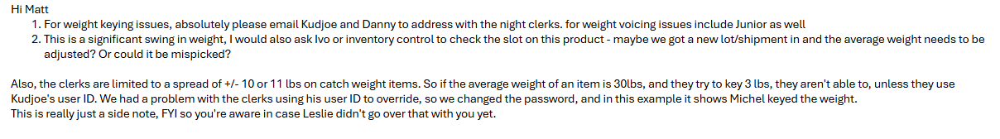 Hi Matt
1. For weight keying issues, absolutely please email Kudjoe and Danny to address with the night clerks. for weight voicing issues include Junior as well
2. This is a significant swing in weight, I would also ask Ivo or inventory control to check the slot on this product - maybe we got a new lot/shipment in and the average weight needs to be
adjusted? Or could it be mispicked?
Also, the clerks are limited to a spread of +/- 10 or 11 lbs on catch weight items. So if the average weight of an item is 30lbs, and they try to key 3 lbs, they aren't able to, unless they use
Kudjoe's user ID. We had a problem with the clerks using his user ID to override, so we changed the password, and in this example it shows Michel keyed the weight.
This is really just a side note, FYI so you're aware in case Leslie didn't go over that with you yet.